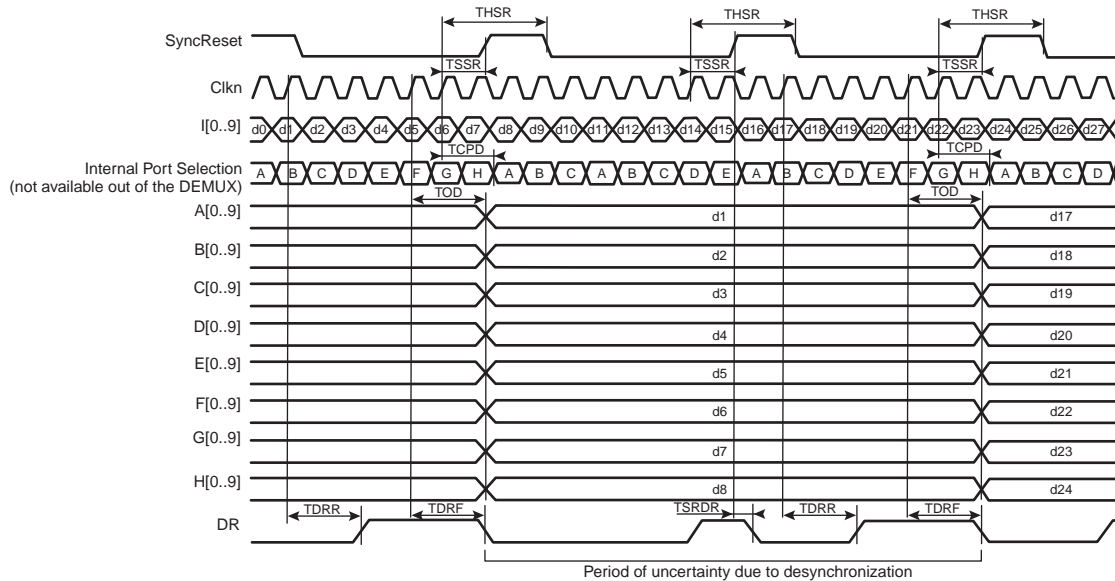 THSR THSR THSR
SyncReset
TSSR TSSR TSSR
Clkn
I[0..9] d0 d1 d2 d3 d4 d5 d6 d7 d8 d9 d10 d11 d12 d13 d14 d15 d16 d17 d18 d19 d20 d21 d22 d23 d24 d25 d26 d27
TCPD TCPD
Internal Port Selection A B C D E F G H A B C A B C D E A B C D E F G H A B C D
(not available out of the DEMUX)
TOD TOD
A[0..9] d1 d17
B[0..9] d2 d18
C[0..9] d3 d19
D[0..9] d4 d20
E[0..9] d5 d21
F[0..9] d6 d22
G[0..9] d7 d23
H[0..9] d8 d24
TDRR TDRF TSRDR TDRR TDRF
DR
Period of uncertainty due to desynchronization